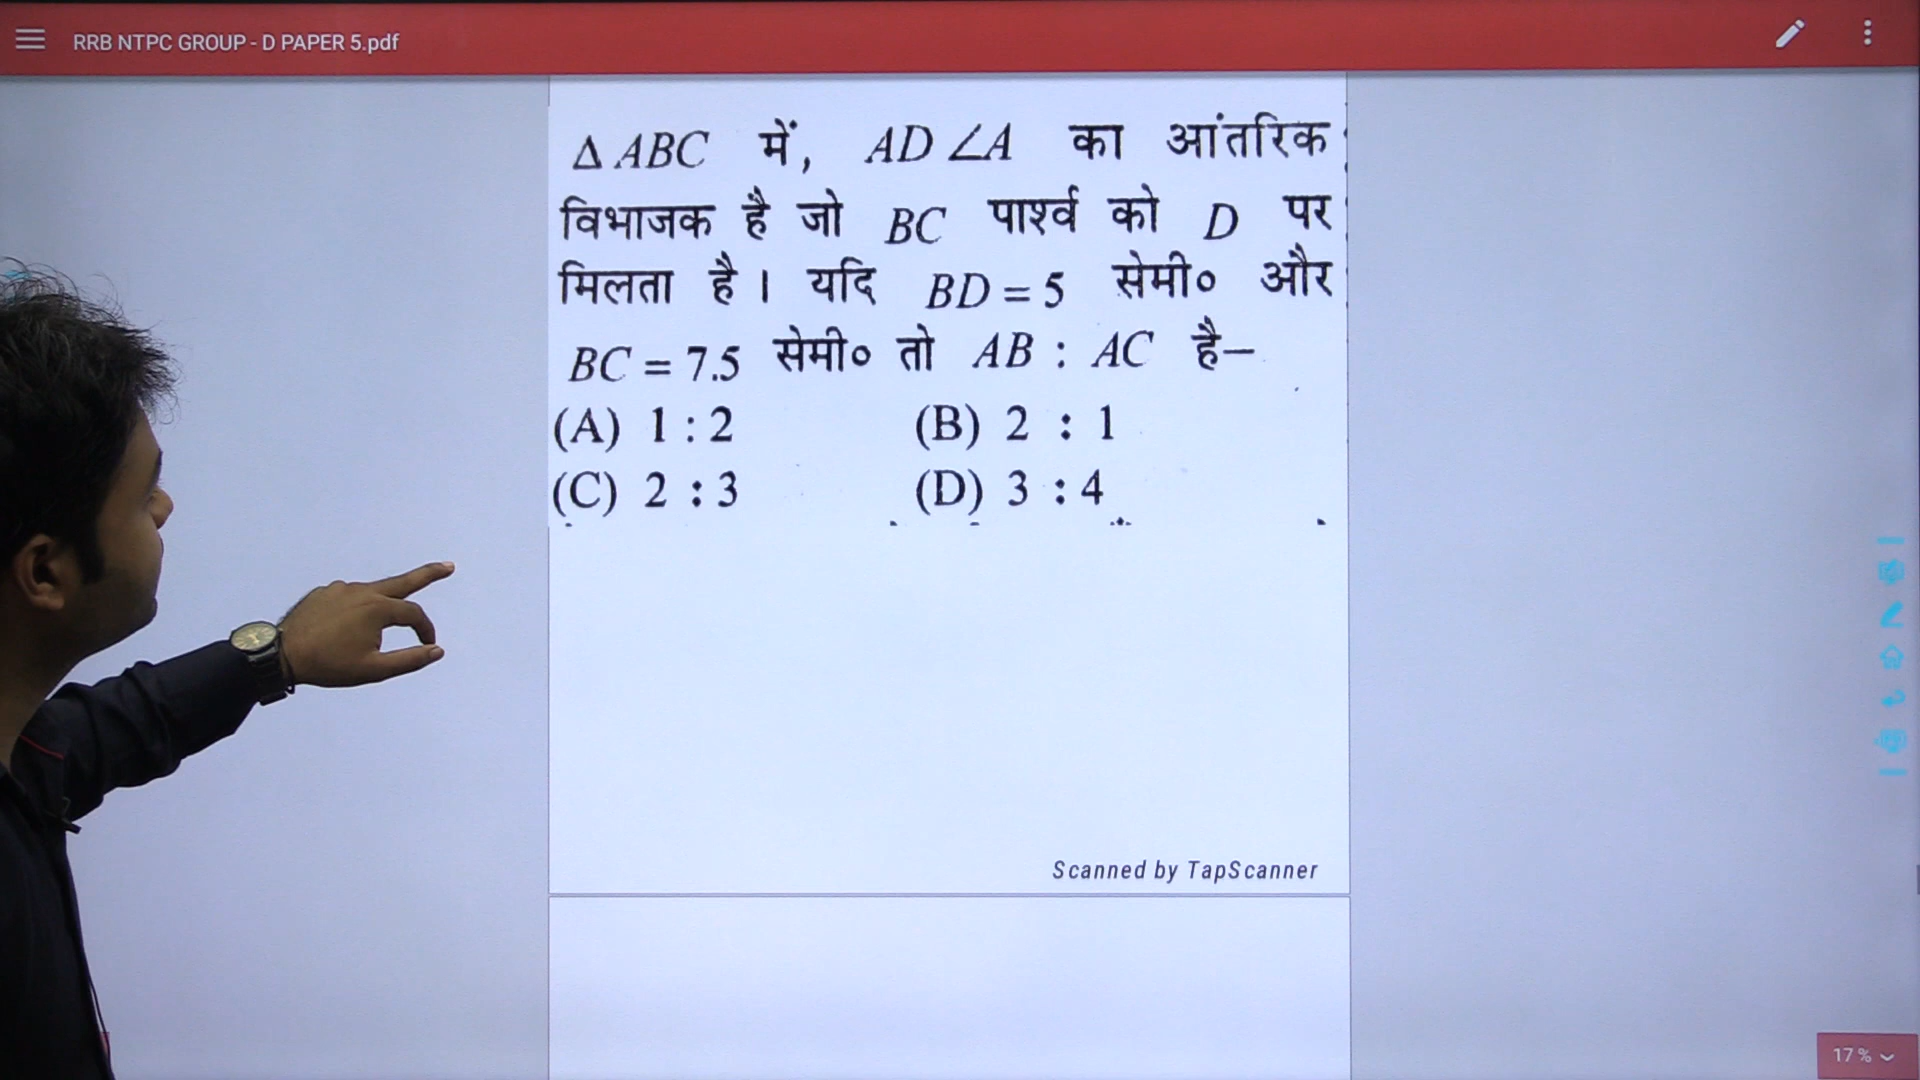 RRB NTPC GROUP - D PAPER 5.pdf
Δ ABC में, AD ∠A का आंतरिक
विभाजक है जो BC पार्श्व को D पर
मिलता है। यदि BD = 5 सेमी० और
BC = 7.5 सेमी० तो AB : AC है–
(A) 1 : 2 (B) 2 : 1
(C) 2 : 3 (D) 3 : 4
Scanned by TapScanner
17 %